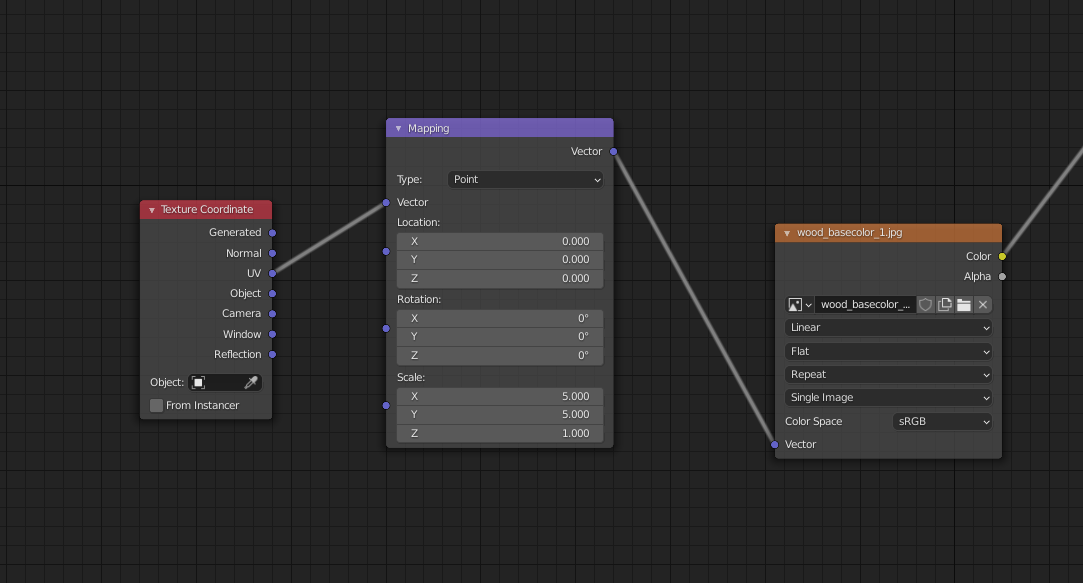 Texture Coordinate
Generated
Normal
UV
Object
Camera
Window
Reflection
Object:
From Instancer
Mapping
Vector
Type: Point
Vector
Location:
X 0.000
Y 0.000
Z 0.000
Rotation:
X 0°
Y 0°
Z 0°
Scale:
X 5.000
Y 5.000
Z 1.000
wood_basecolor_1.jpg
Color
Alpha
wood_basecolor_...
Linear
Flat
Repeat
Single Image
Color Space sRGB
Vector